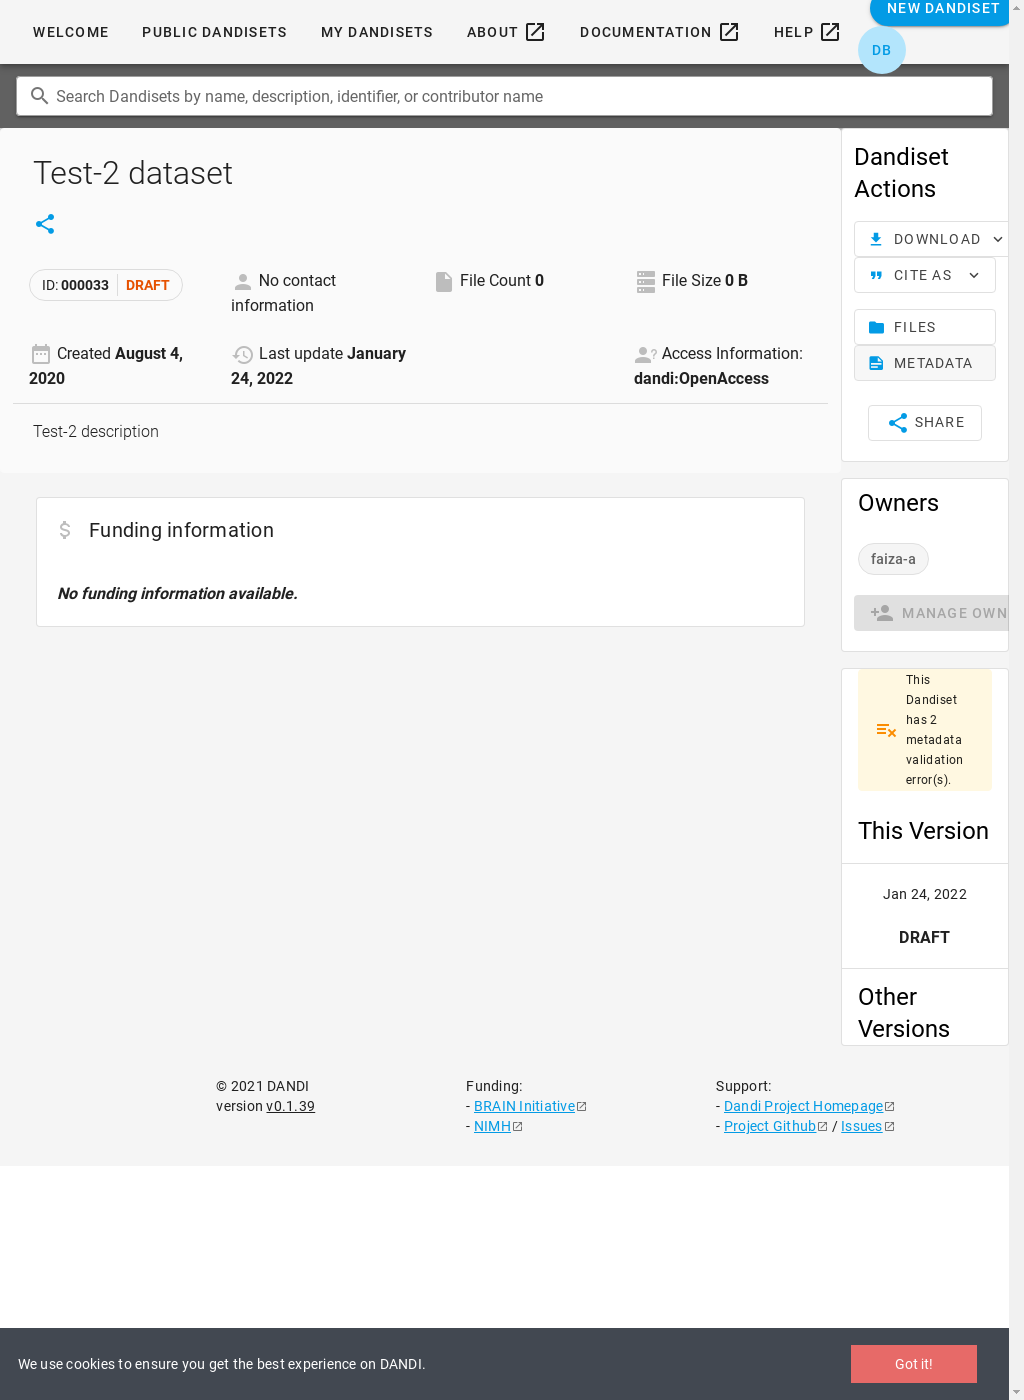 WELCOME
PUBLIC DANDISETS
MY DANDISETS
ABOUT
DOCUMENTATION
HELP
NEW DANDISET
DB
Search Dandisets by name, description, identifier, or contributor name
Test-2 dataset
ID: 000033 DRAFT
No contact
information
File Count 0
File Size 0 B
Created August 4,
2020
Last update January
24, 2022
Access Information:
dandi:OpenAccess
Test-2 description
Funding information
No funding information available.
Dandiset
Actions
DOWNLOAD
CITE AS
FILES
METADATA
SHARE
Owners
faiza-a
MANAGE OWN
This
Dandiset
has 2
metadata
validation
error(s).
This Version
Jan 24, 2022
DRAFT
Other
Versions
© 2021 DANDI
version v0.1.39
Funding:
- BRAIN Initiative
- NIMH
Support:
- Dandi Project Homepage
- Project Github / Issues
We use cookies to ensure you get the best experience on DANDI.
Got it!